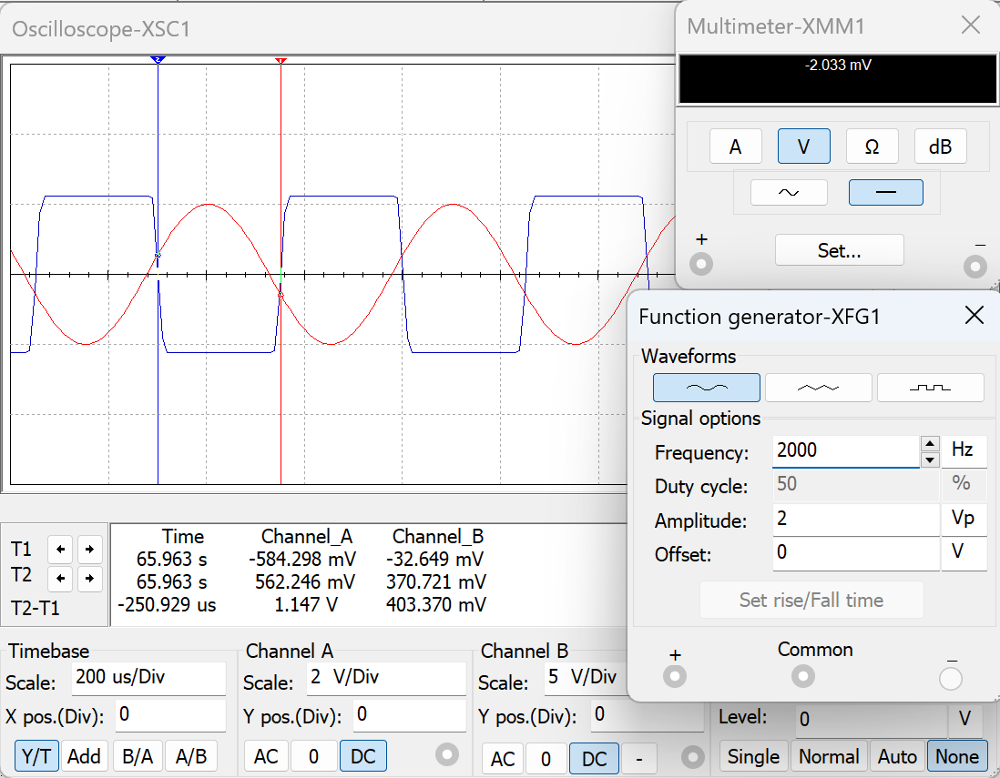 Oscilloscope-XSC1
2
1
Time Channel_A Channel_B
T1 65.963 s -584.298 mV -32.649 mV
T2 65.963 s 562.246 mV 370.721 mV
T2-T1 -250.929 us 1.147 V 403.370 mV
Timebase
Scale: 200 us/Div
X pos.(Div): 0
Y/T Add B/A A/B
Channel A
Scale: 2 V/Div
Y pos.(Div): 0
AC 0 DC
Channel B
Scale: 5 V/Div
Y pos.(Div): 0
AC 0 DC -
Level: 0 V
Single Normal Auto None
Multimeter-XMM1
-2.033 mV
A V Ω dB
+ Set... –
Function generator-XFG1
Waveforms
Signal options
Frequency: 2000 Hz
Duty cycle: 50 %
Amplitude: 2 Vp
Offset: 0 V
Set rise/Fall time
+ Common –